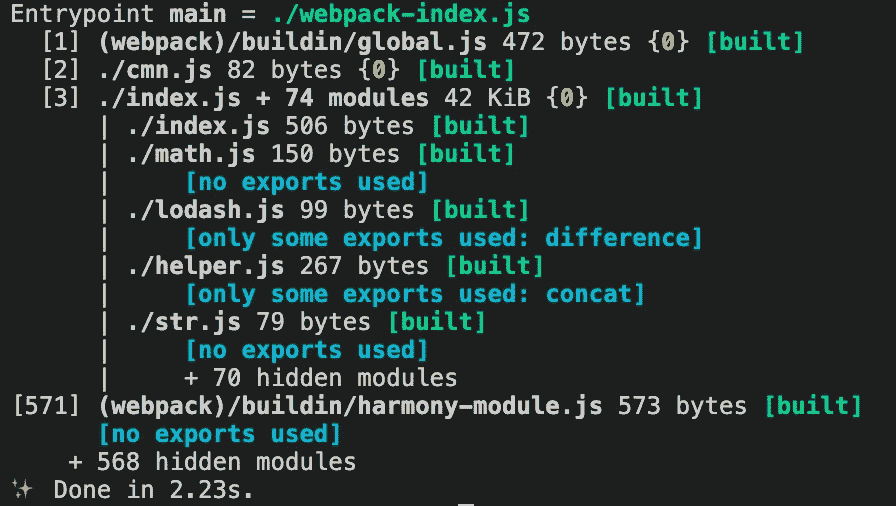 Entrypoint main = ./webpack-index.js
[1] (webpack)/buildin/global.js 472 bytes {0} [built]
[2] ./cmn.js 82 bytes {0} [built]
[3] ./index.js + 74 modules 42 KiB {0} [built]
| ./index.js 506 bytes [built]
| ./math.js 150 bytes [built]
| [no exports used]
| ./lodash.js 99 bytes [built]
| [only some exports used: difference]
| ./helper.js 267 bytes [built]
| [only some exports used: concat]
| ./str.js 79 bytes [built]
| [no exports used]
| + 70 hidden modules
[571] (webpack)/buildin/harmony-module.js 573 bytes [built]
[no exports used]
+ 568 hidden modules
✨ Done in 2.23s.